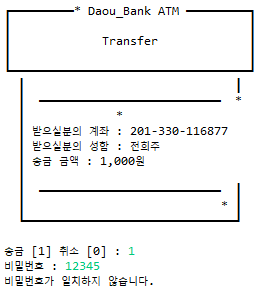 * Daou_Bank ATM
Transfer
*
*
받으실분의 계좌 : 201-330-116877
받으실분의 성함 : 전희주
송금 금액 : 1,000원
*
송금 [1] 취소 [0] : 1
비밀번호 : 12345
비밀번호가 일치하지 않습니다.